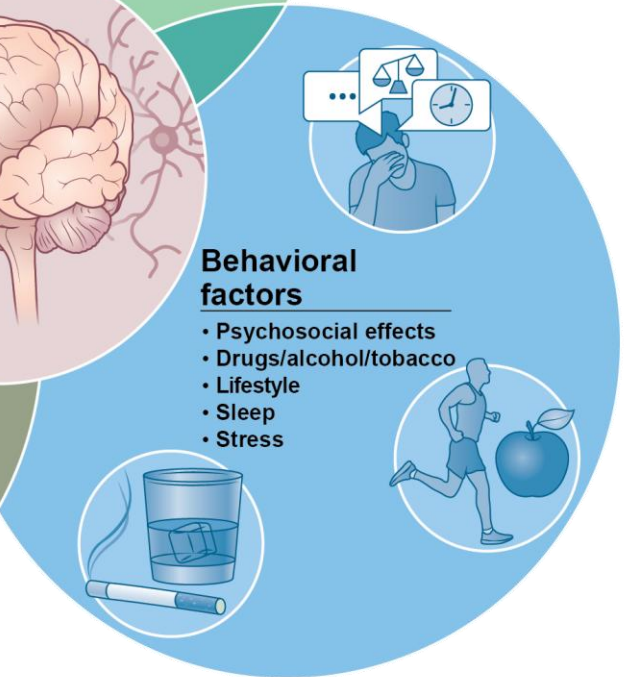 Behavioral
factors
• Psychosocial effects
• Drugs/alcohol/tobacco
• Lifestyle
• Sleep
• Stress